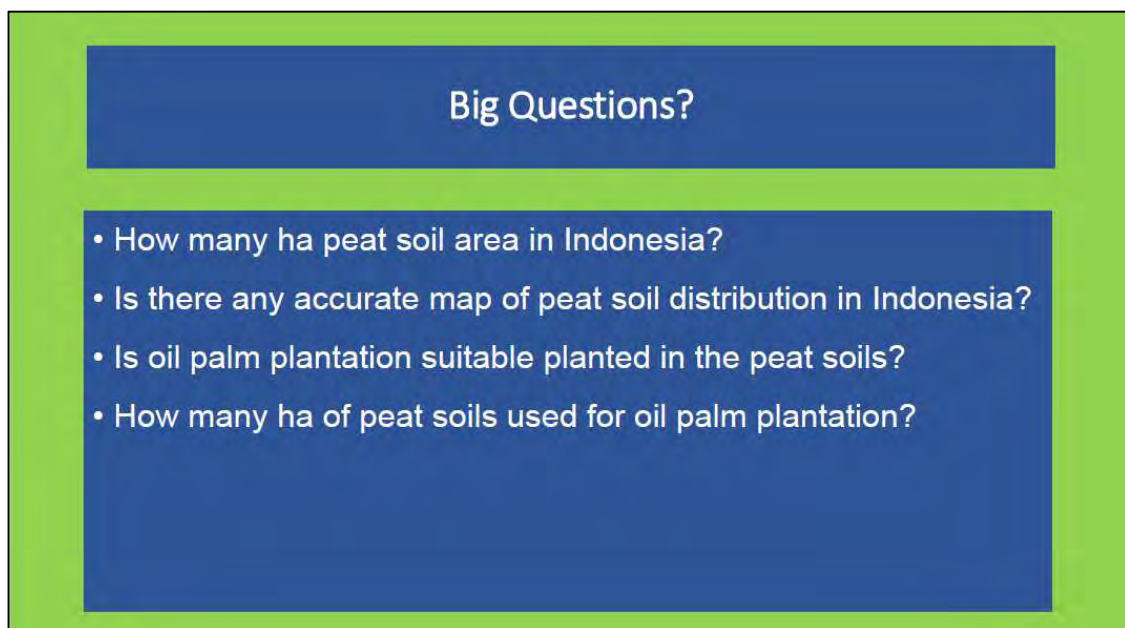 Big Questions?
• How many ha peat soil area in Indonesia?
• Is there any accurate map of peat soil distribution in Indonesia?
• Is oil palm plantation suitable planted in the peat soils?
• How many ha of peat soils used for oil palm plantation?